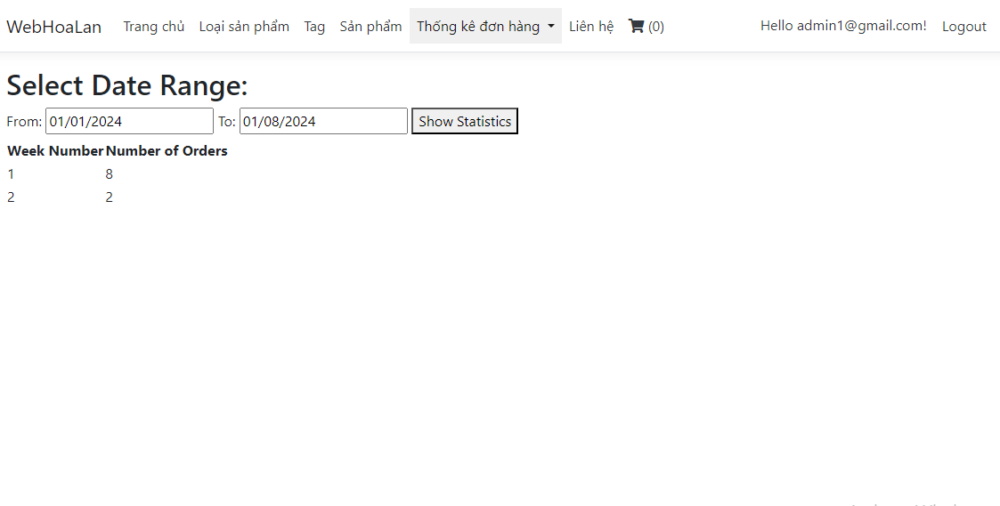 WebHoaLan Trang chủ Loại sản phẩm Tag Sản phẩm Thống kê đơn hàng Liên hệ (0) Hello admin1@gmail.com! Logout
Select Date Range:
From: 01/01/2024 To: 01/08/2024 Show Statistics
Week Number Number of Orders
1 8
2 2